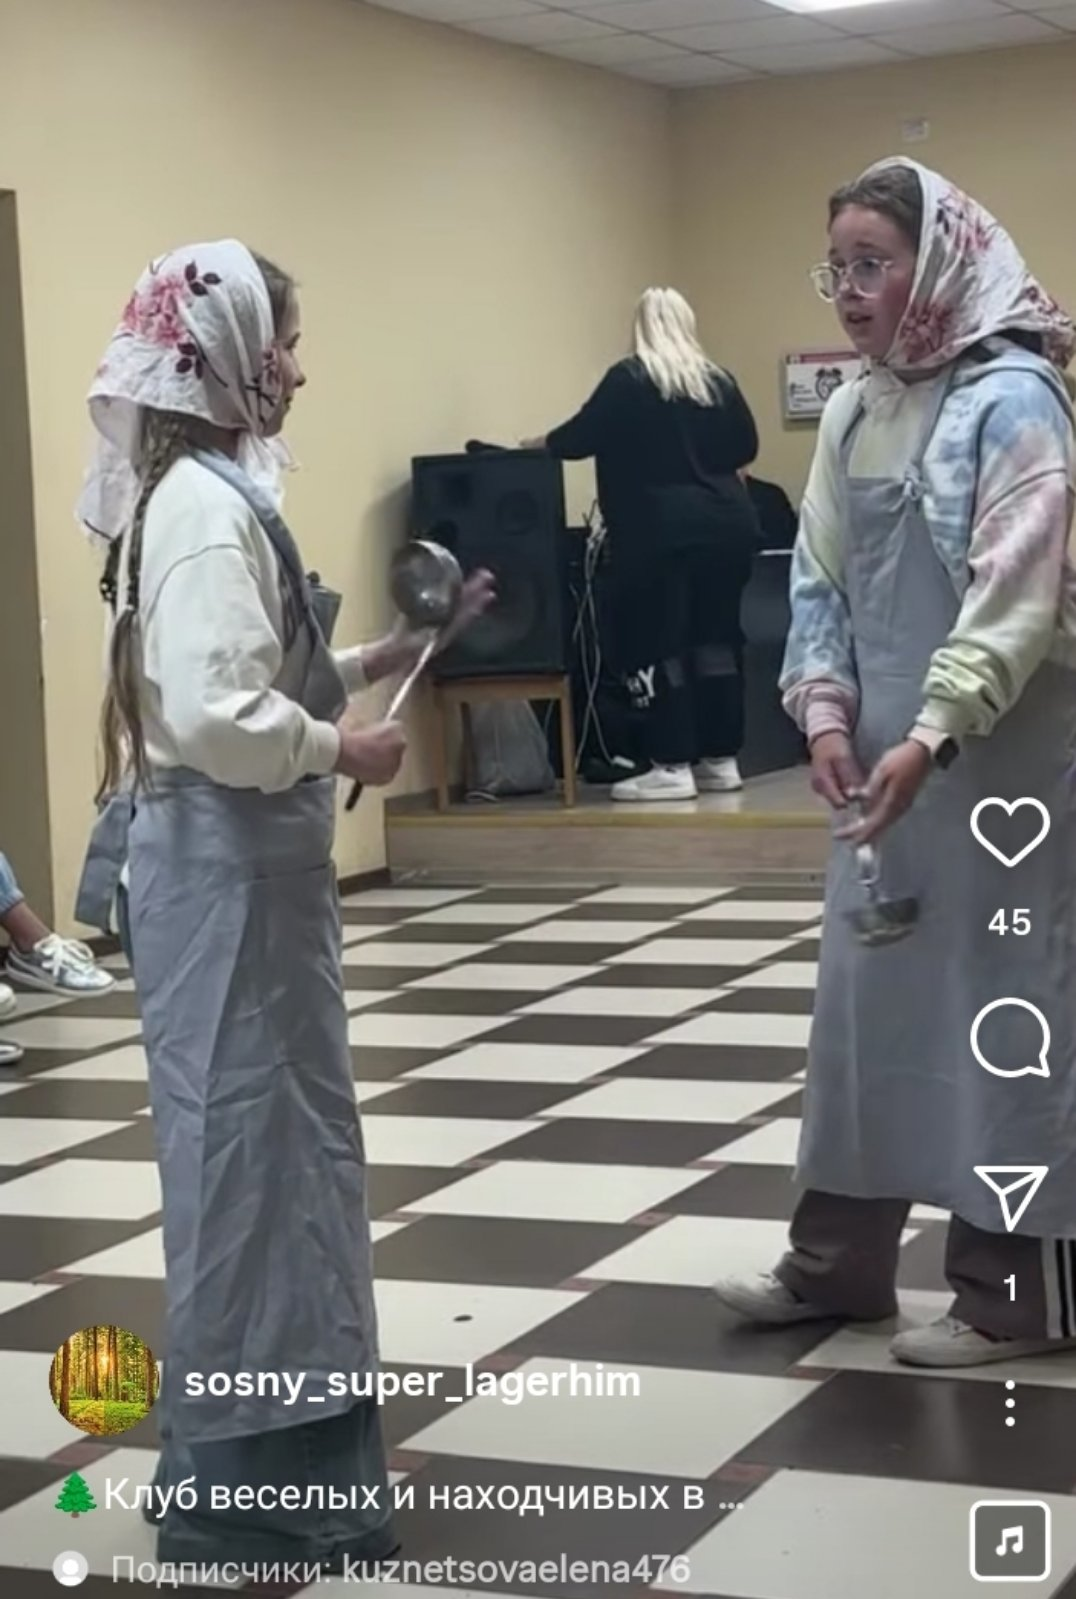 45
1
sosny_super_lagerhim
🌲Клуб веселых и находчивых в ...
Подписчики: kuznetsovaelena476